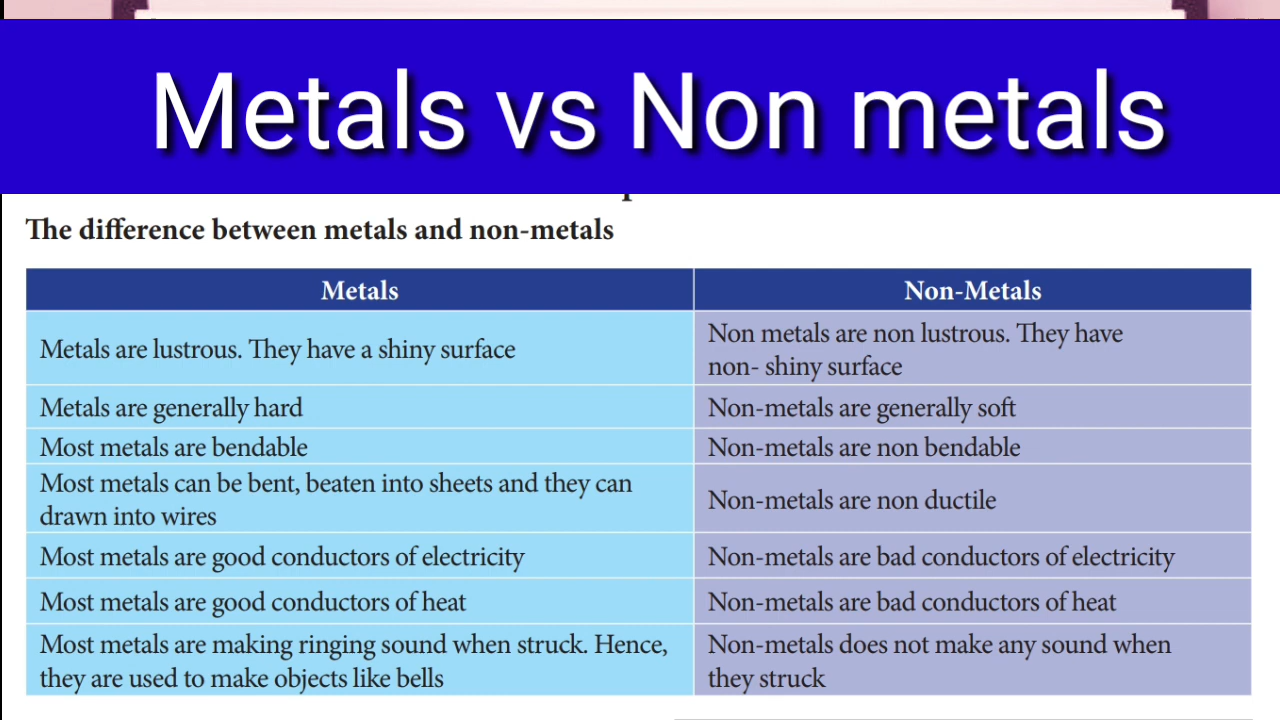 Metals vs Non metals
The difference between metals and non-metals
Metals
Non-Metals
Metals are lustrous. They have a shiny surface
Non metals are non lustrous. They have
non- shiny surface
Metals are generally hard
Non-metals are generally soft
Most metals are bendable
Non-metals are non bendable
Most metals can be bent, beaten into sheets and they can
drawn into wires
Non-metals are non ductile
Most metals are good conductors of electricity
Non-metals are bad conductors of electricity
Most metals are good conductors of heat
Non-metals are bad conductors of heat
Most metals are making ringing sound when struck. Hence,
they are used to make objects like bells
Non-metals does not make any sound when
they struck